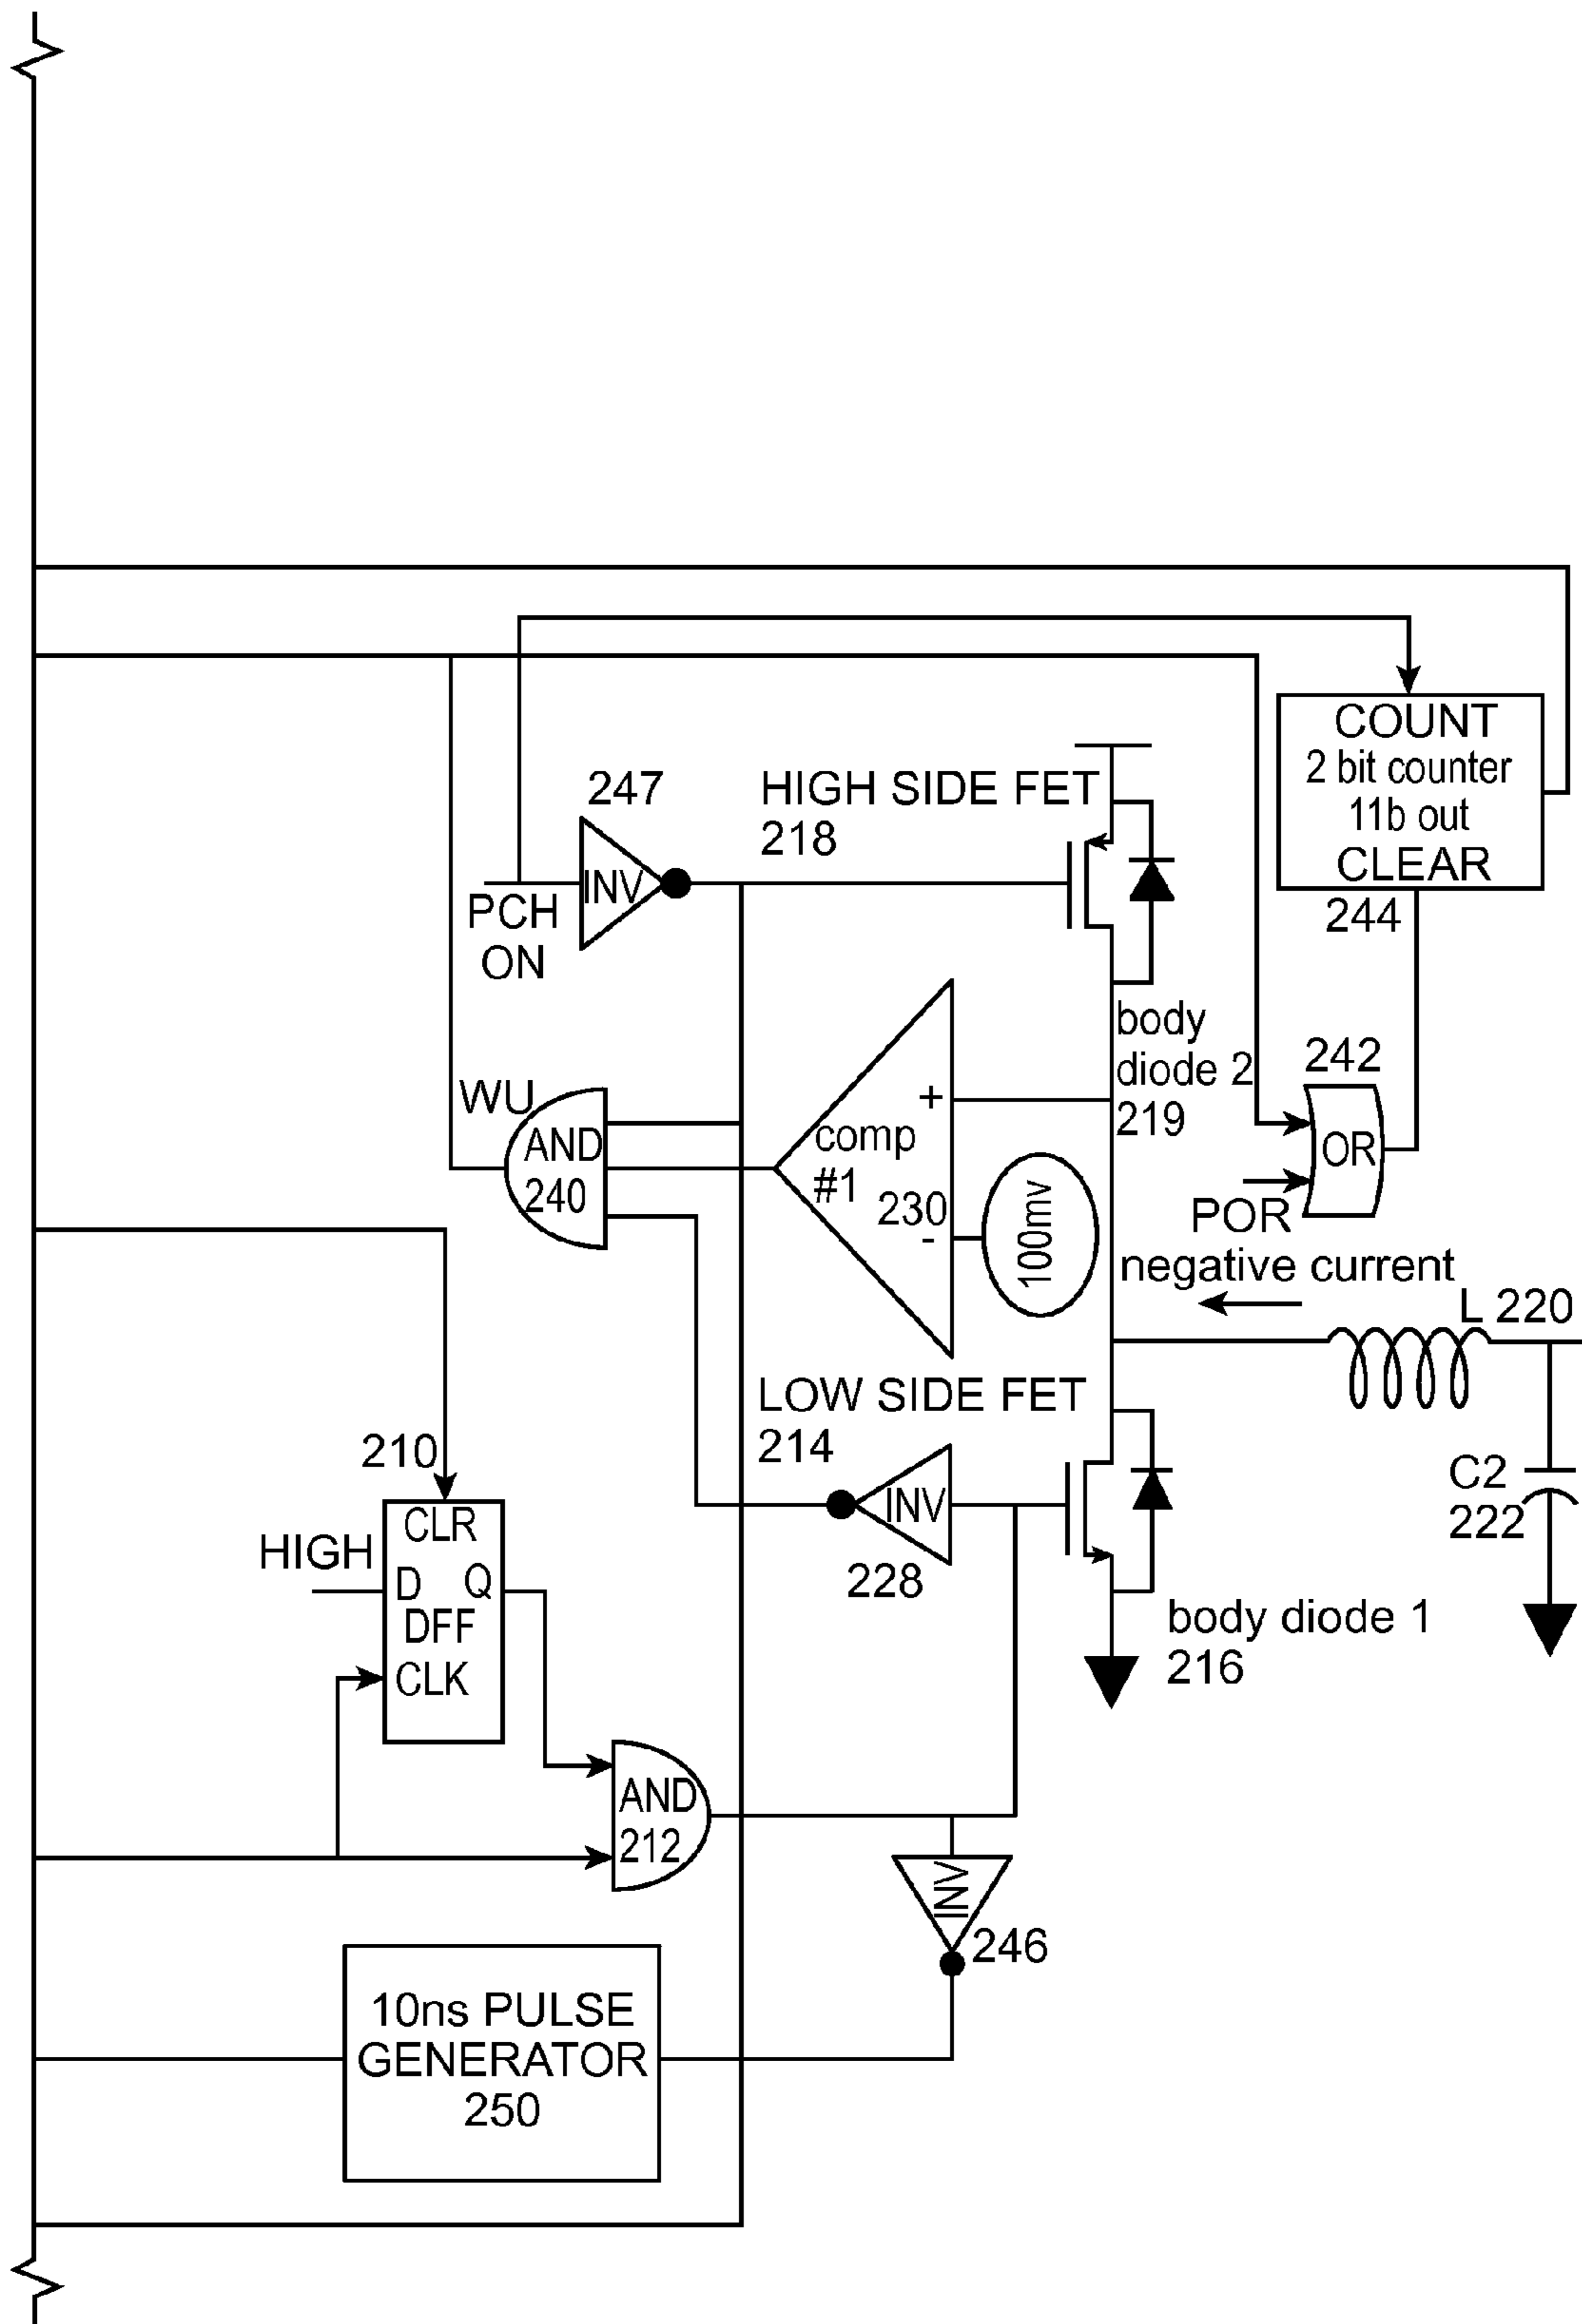 COUNT
2 bit counter
11b out
CLEAR
244
247
HIGH SIDE FET
218
INV
PCH
ON
body
diode 2
219
242
OR
POR
WU
AND
240
+
comp
#1
230
-
100mv
negative current
L 220
LOW SIDE FET
214
INV
228
C2
222
210
CLR
HIGH
D Q
DFF
CLK
body diode 1
216
AND
212
INV
246
10ns PULSE
GENERATOR
250